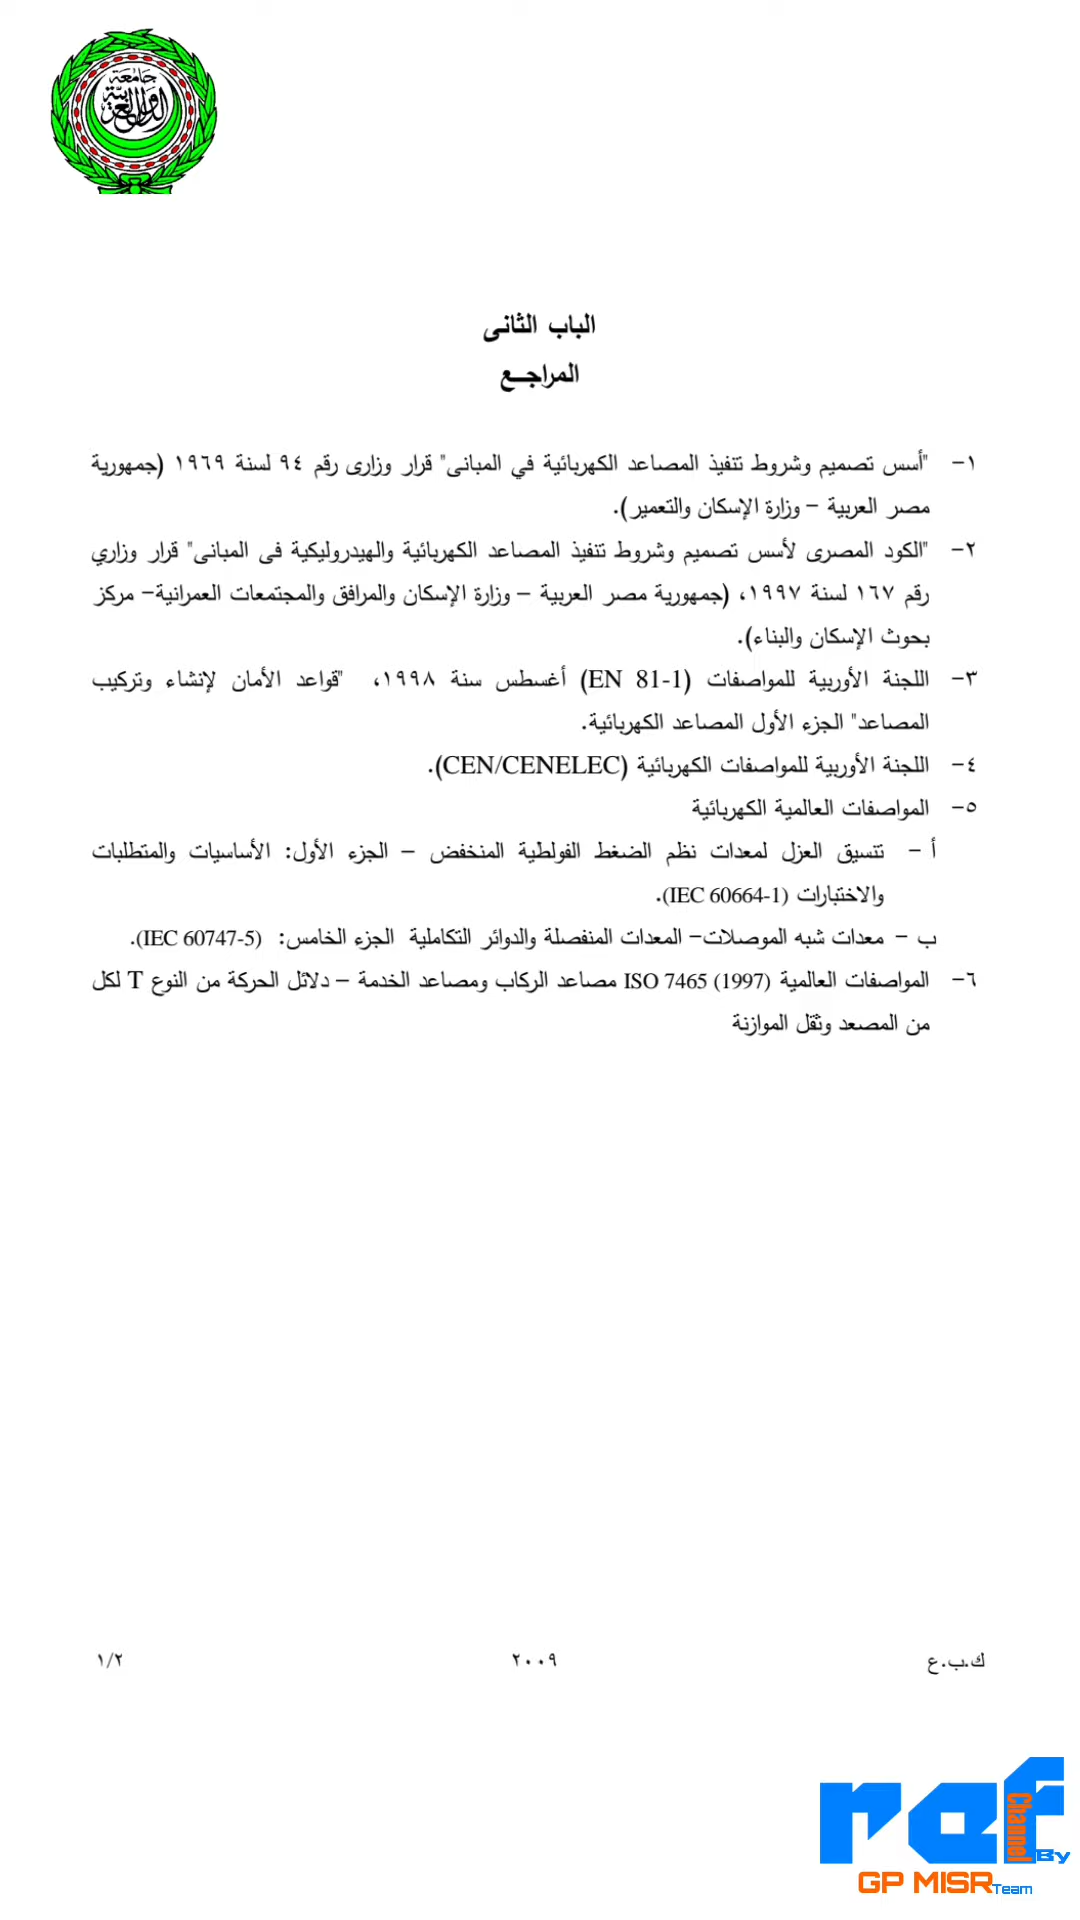 جامعة
الدول العربية
الباب الثانى
المراجــع
١- "أسس تصميم وشروط تنفيذ المصاعد الكهربائية في المبانى" قرار وزارى رقم ٩٤ لسنة ١٩٦٩ (جمهورية
مصر العربية – وزارة الإسكان والتعمير).
٢- "الكود المصرى لأسس تصميم وشروط تنفيذ المصاعد الكهربائية والهيدروليكية فى المبانى" قرار وزاري
رقم ١٦٧ لسنة ١٩٩٧، (جمهورية مصر العربية – وزارة الإسكان والمرافق والمجتمعات العمرانية- مركز
بحوث الإسكان والبناء).
٣- اللجنة الأوربية للمواصفات (EN 81-1) أغسطس سنة ١٩٩٨، "قواعد الأمان لإنشاء وتركيب
المصاعد" الجزء الأول المصاعد الكهربائية.
٤- اللجنة الأوربية للمواصفات الكهربائية (CEN/CENELEC).
٥- المواصفات العالمية الكهربائية
أ - تتسيق العزل لمعدات نظم الضغط الفولطية المنخفض – الجزء الأول: الأساسيات والمتطلبات
والاختبارات (IEC 60664-1).
ب - معدات شبه الموصلات- المعدات المنفصلة والدوائر التكاملية الجزء الخامس: (IEC 60747-5).
٦- المواصفات العالمية ISO 7465 (1997) مصاعد الركاب ومصاعد الخدمة – دلائل الحركة من النوع T لكل
من المصعد وثقل الموازنة
ك.ب.ع ٢٠٠٩ ١/٢
ref
Channel
By
GP MISR Team